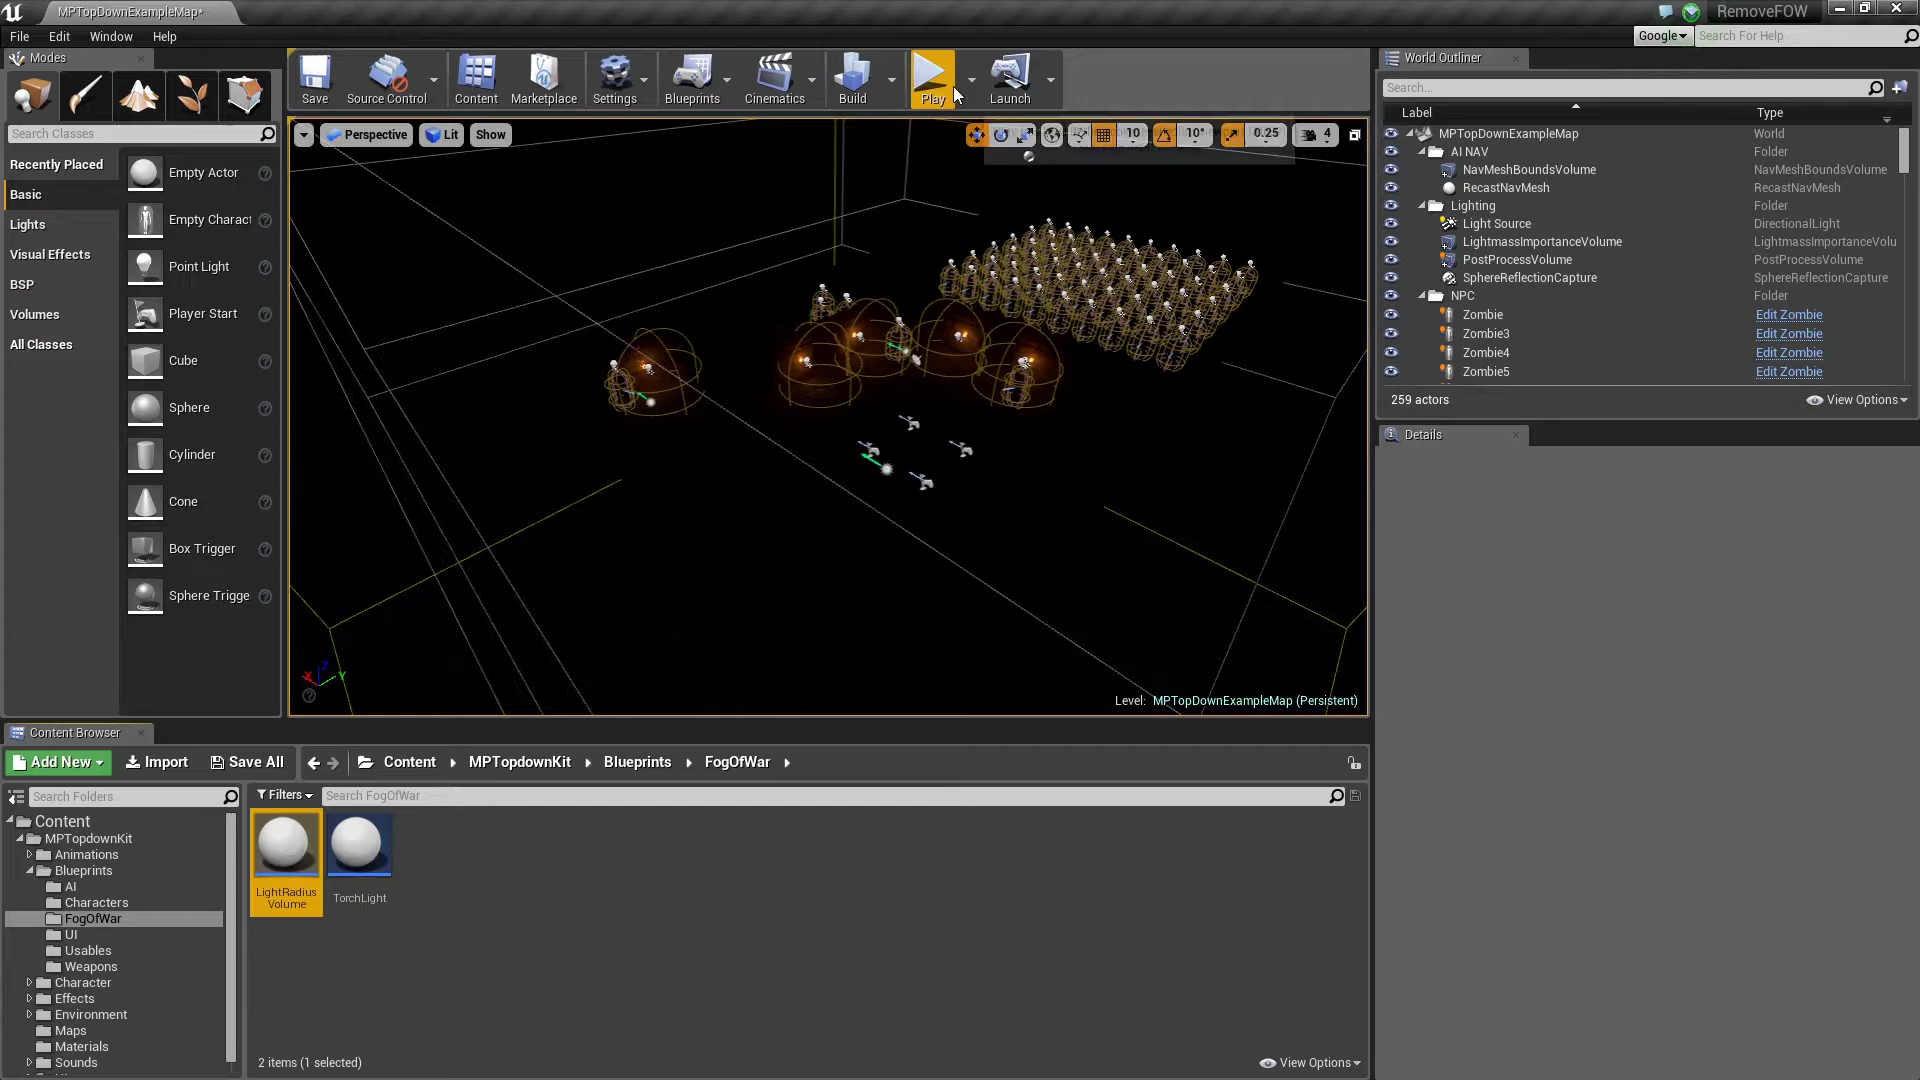 MPTopDownExampleMap*
RemoveFOW
File Edit Window Help
Google
Search For Help
Modes
Save
Source Control
Content
Marketplace
Settings
Blueprints
Cinematics
Build
Play
Launch
World Outliner
Search...
Label Type
Search Classes
Perspective
Lit
Show
10
10°
0.25
4
Recently Placed
Basic
Lights
Visual Effects
BSP
Volumes
All Classes
Empty Actor
Empty Charact
Point Light
Player Start
Cube
Sphere
Cylinder
Cone
Box Trigger
Sphere Trigge
MPTopDownExampleMap World
AI NAV Folder
NavMeshBoundsVolume NavMeshBoundsVolume
RecastNavMesh RecastNavMesh
Lighting Folder
Light Source DirectionalLight
LightmassImportanceVolume LightmassImportanceVolu
PostProcessVolume PostProcessVolume
SphereReflectionCapture SphereReflectionCapture
NPC Folder
Zombie Edit Zombie
Zombie3 Edit Zombie
Zombie4 Edit Zombie
Zombie5 Edit Zombie
259 actors
View Options
Details
X
Z
Y
Level: MPTopDownExampleMap (Persistent)
Content Browser
Add New
Import
Save All
Content
MPTopdownKit
Blueprints
FogOfWar
Search Folders
Filters
Search FogOfWar
Content
MPTopdownKit
Animations
Blueprints
AI
Characters
FogOfWar
UI
Usables
Weapons
Character
Effects
Environment
Maps
Materials
Sounds
LightRadius
Volume
TorchLight
2 items (1 selected)
View Options